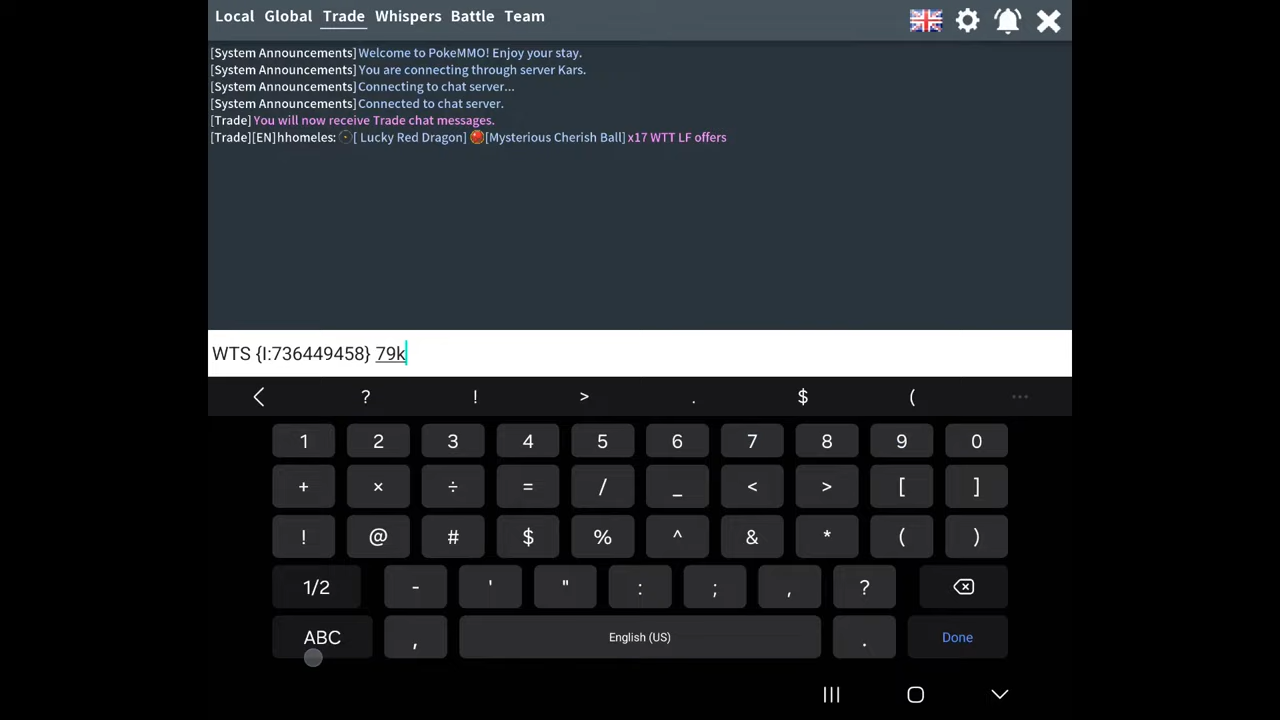 Local Global Trade Whispers Battle Team
[System Announcements] Welcome to PokeMMO! Enjoy your stay.
[System Announcements] You are connecting through server Kars.
[System Announcements] Connecting to chat server...
[System Announcements] Connected to chat server.
[Trade] You will now receive Trade chat messages.
[Trade][EN]hhomeles: [ Lucky Red Dragon] [Mysterious Cherish Ball] x17 WTT LF offers
WTS {I:736449458} 79k
? ! > . $ (
1 2 3 4 5 6 7 8 9 0
+ × ÷ = / _ < > [ ]
! @ # $ % ^ & * ( )
1/2 - ' " : ; , ?
ABC , English (US) . Done